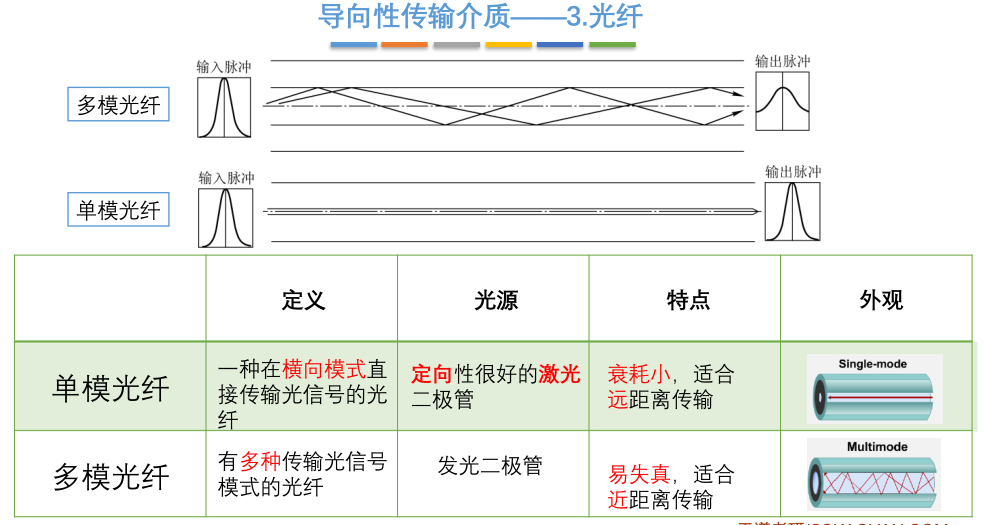 导向性传输介质——3.光纤
输入脉冲
输出脉冲
多模光纤
输入脉冲
输出脉冲
单模光纤
定义
光源
特点
外观
单模光纤
一种在横向模式直
接传输光信号的光
纤
定向性很好的激光
二极管
衰耗小，适合
远距离传输
Single-mode
多模光纤
有多种传输光信号
模式的光纤
发光二极管
易失真，适合
近距离传输
Multimode